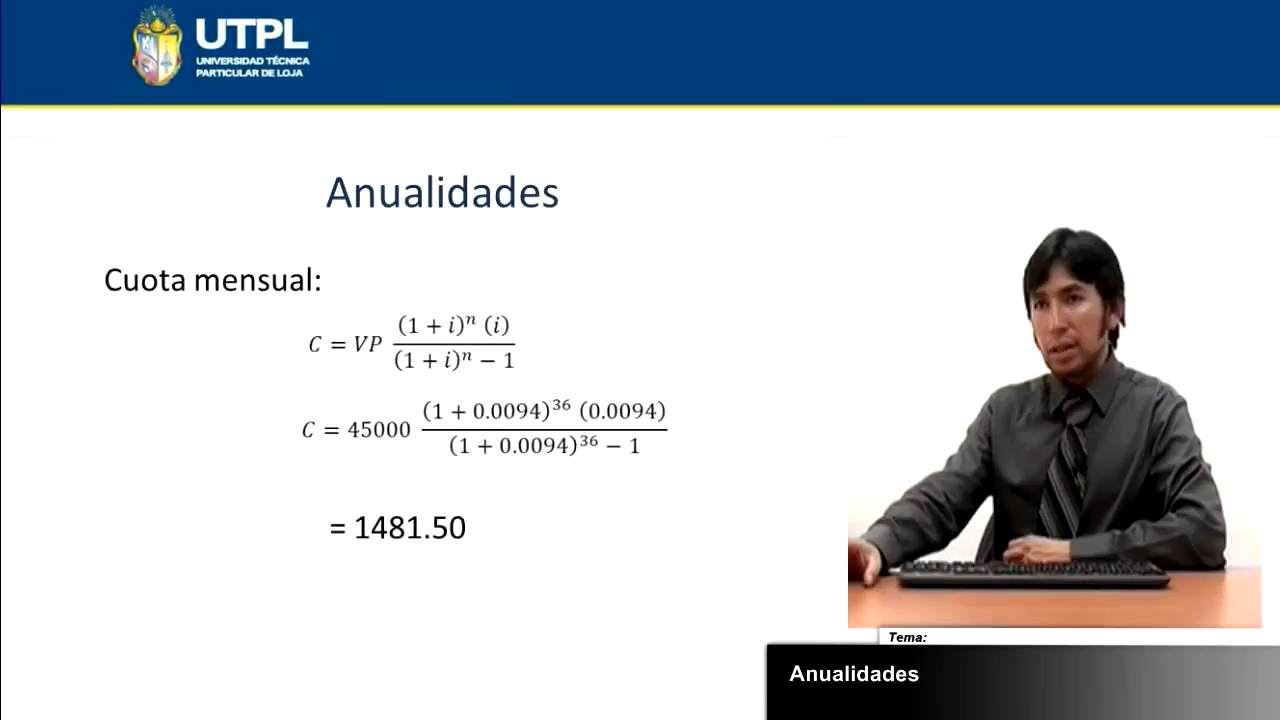 UTPL
UNIVERSIDAD TÉCNICA
PARTICULAR DE LOJA
Anualidades
Cuota mensual:
C = VP (1 + i)^n (i) / (1 + i)^n − 1
C = 45000 (1 + 0.0094)^36 (0.0094) / (1 + 0.0094)^36 − 1
= 1481.50
Tema:
Anualidades